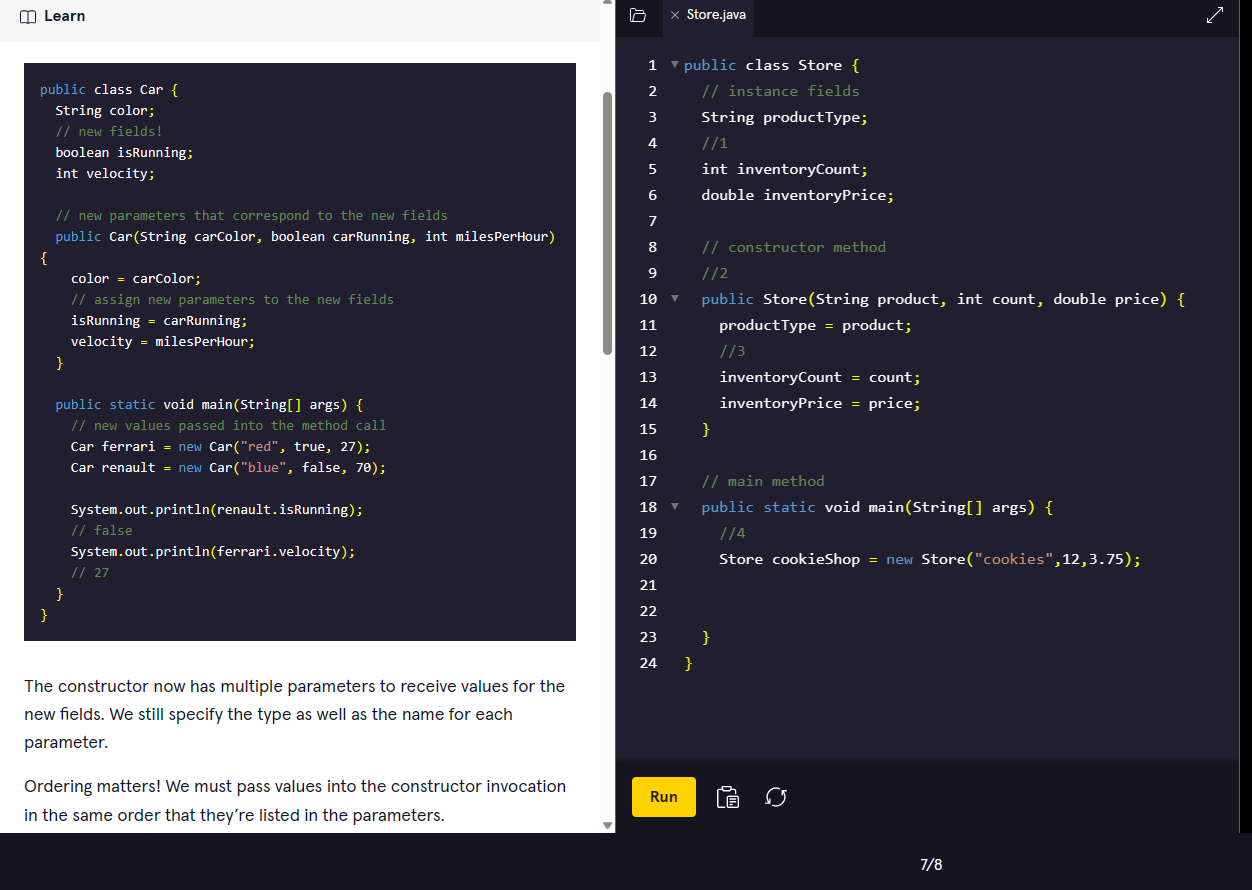 Learn
public class Car {
String color;
// new fields!
boolean isRunning;
int velocity;
// new parameters that correspond to the new fields
public Car(String carColor, boolean carRunning, int milesPerHour)
{
color = carColor;
// assign new parameters to the new fields
isRunning = carRunning;
velocity = milesPerHour;
}
public static void main(String[] args) {
// new values passed into the method call
Car ferrari = new Car("red", true, 27);
Car renault = new Car("blue", false, 70);
System.out.println(renault.isRunning);
// false
System.out.println(ferrari.velocity);
// 27
}
}
The constructor now has multiple parameters to receive values for the
new fields. We still specify the type as well as the name for each
parameter.
Ordering matters! We must pass values into the constructor invocation
in the same order that they’re listed in the parameters.
Store.java
1 public class Store {
2 // instance fields
3 String productType;
4 //1
5 int inventoryCount;
6 double inventoryPrice;
7
8 // constructor method
9 //2
10 public Store(String product, int count, double price) {
11 productType = product;
12 //3
13 inventoryCount = count;
14 inventoryPrice = price;
15 }
16
17 // main method
18 public static void main(String[] args) {
19 //4
20 Store cookieShop = new Store("cookies",12,3.75);
21
22
23 }
24 }
Run
7/8